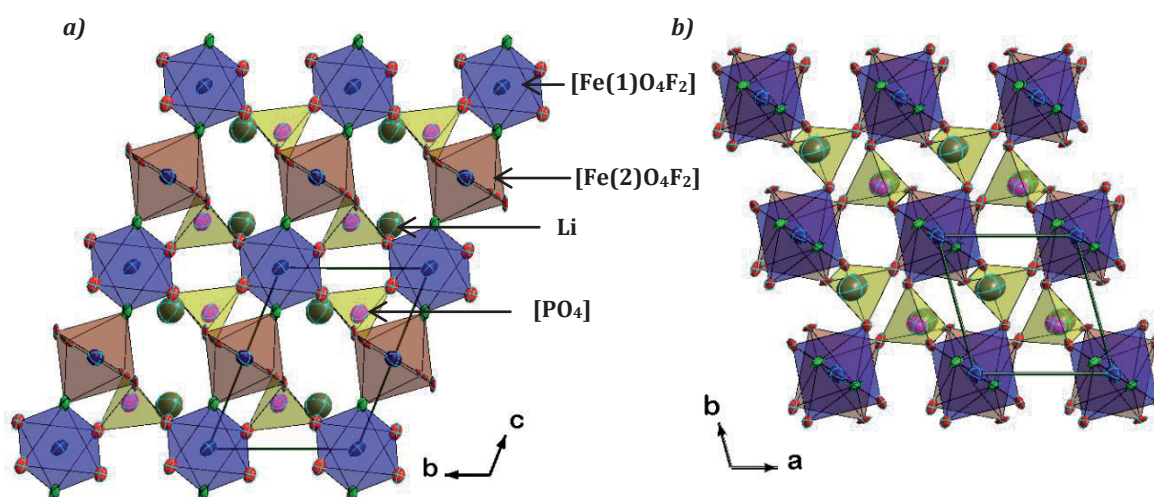 a)
b)
[Fe(1)O₄F₂]
[Fe(2)O₄F₂]
Li
[PO₄]
c
b
b
a